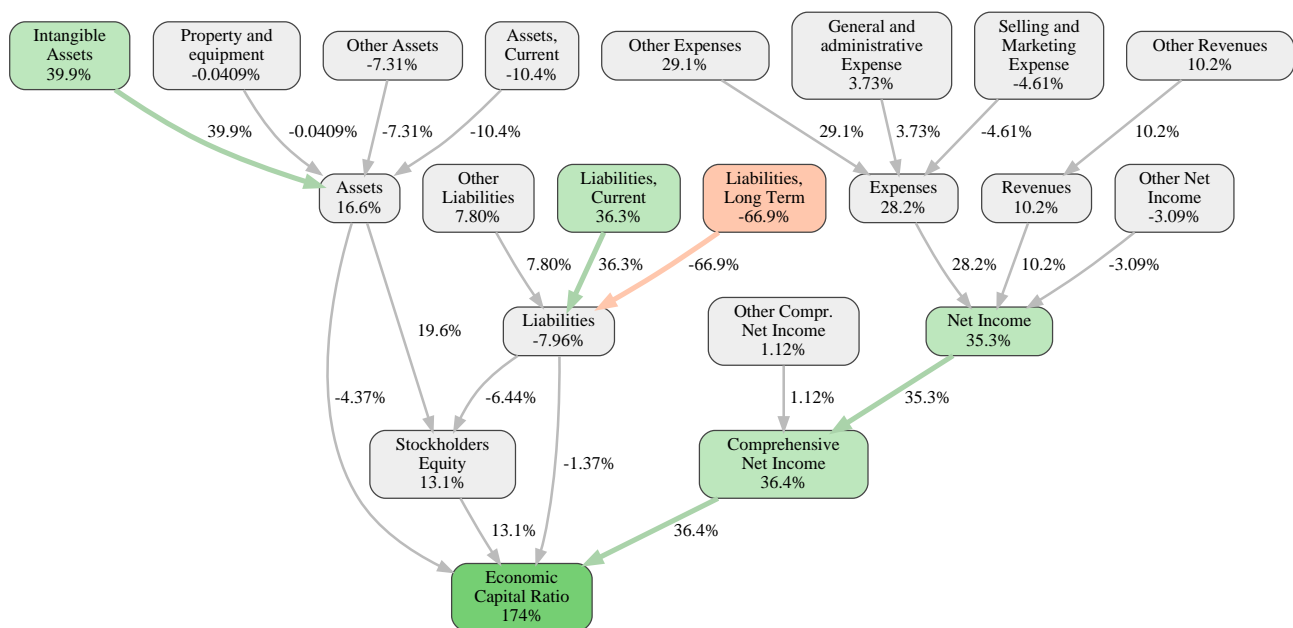 Intangible
Assets
39.9%
Property and
equipment
-0.0409%
Other Assets
-7.31%
Assets,
Current
-10.4%
Other Expenses
29.1%
General and
administrative
Expense
3.73%
Selling and
Marketing
Expense
-4.61%
Other Revenues
10.2%
39.9%
-0.0409%
-7.31%
-10.4%
29.1%
3.73%
-4.61%
10.2%
Assets
16.6%
Other
Liabilities
7.80%
Liabilities,
Current
36.3%
Liabilities,
Long Term
-66.9%
Expenses
28.2%
Revenues
10.2%
Other Net
Income
-3.09%
7.80%
36.3%
-66.9%
28.2%
10.2%
-3.09%
19.6%
Liabilities
-7.96%
Other Compr.
Net Income
1.12%
Net Income
35.3%
-4.37%
-6.44%
1.12%
35.3%
Stockholders
Equity
13.1%
-1.37%
Comprehensive
Net Income
36.4%
13.1%
36.4%
Economic
Capital Ratio
174%